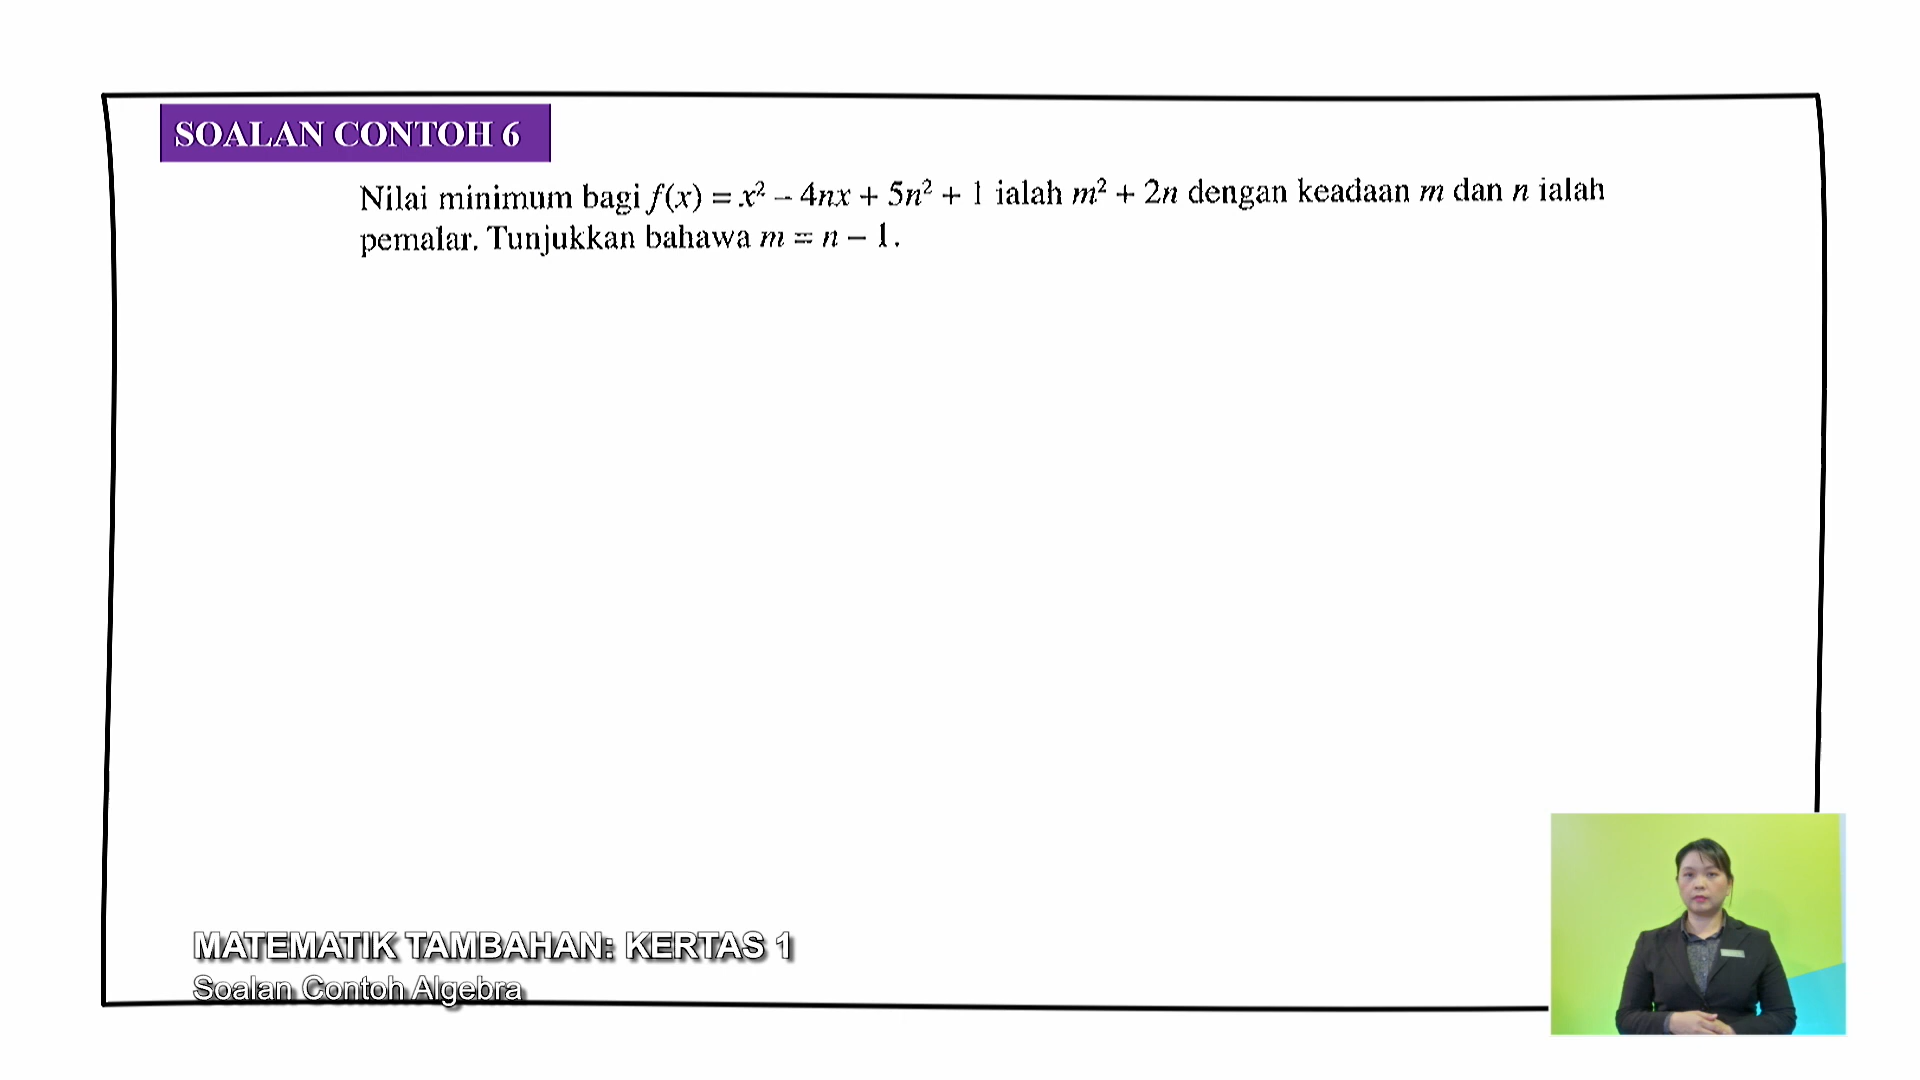 SOALAN CONTOH 6
Nilai minimum bagi f(x) = x² – 4nx + 5n² + 1 ialah m² + 2n dengan keadaan m dan n ialah
pemalar. Tunjukkan bahawa m = n – 1.
MATEMATIK TAMBAHAN: KERTAS 1
Soalan Contoh Algebra